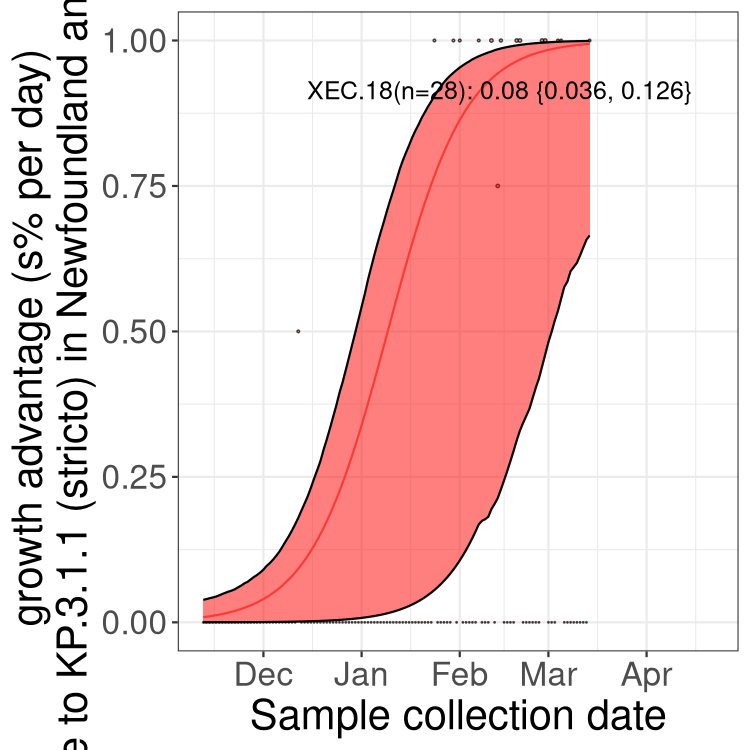 growth advantage (s% per day)
e to KP.3.1.1 (stricto) in Newfoundland an
1.00
0.75
0.50
0.25
0.00
XEC.18(n=28): 0.08 {0.036, 0.126}
Dec Jan Feb Mar Apr
Sample collection date